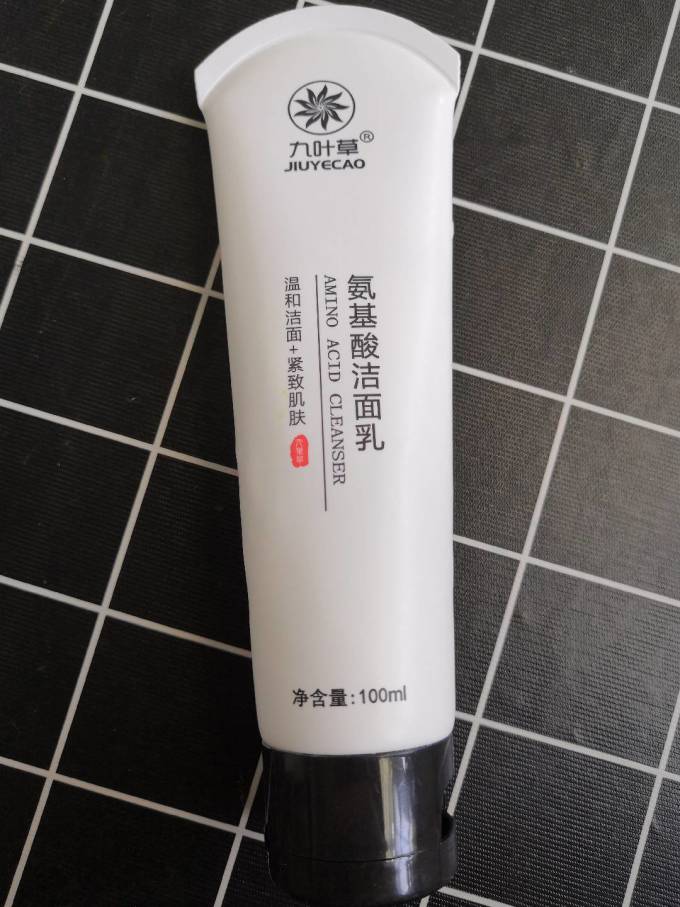 九叶草®
JIUYECAO
氨基酸洁面乳
AMINO ACID CLEANSER
温和洁面+紧致肌肤
净含量:100ml